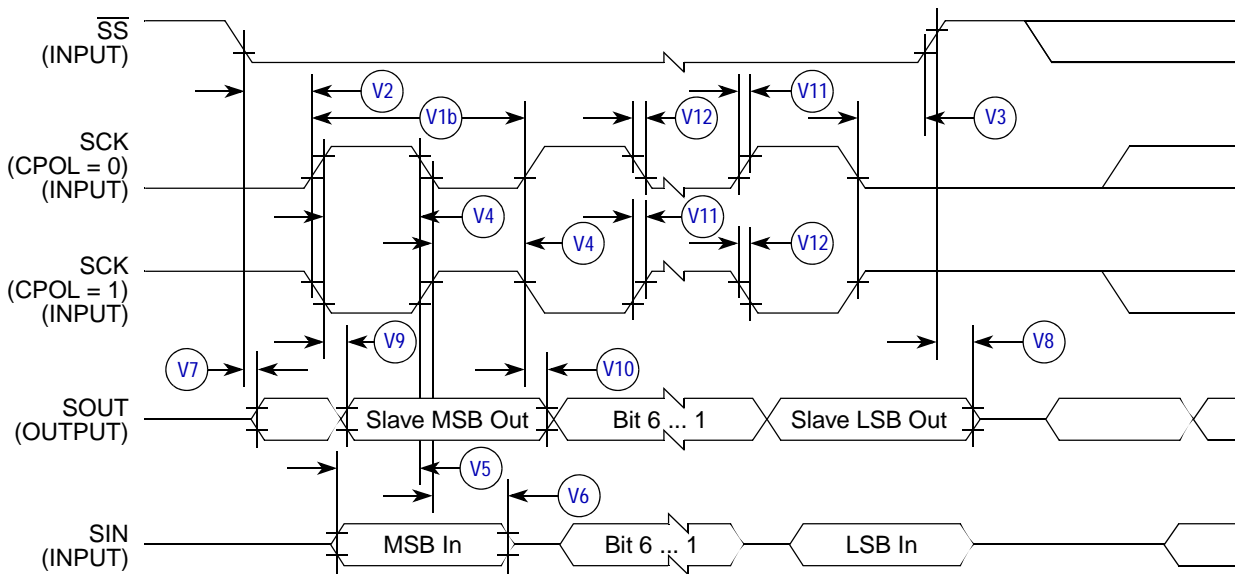 SS
(INPUT)
V2
V11
V1b
V12
V3
SCK
(CPOL = 0)
(INPUT)
V4
V11
V4
V12
SCK
(CPOL = 1)
(INPUT)
V9
V8
V7
V10
SOUT
(OUTPUT)
Slave MSB Out
Bit 6 ... 1
Slave LSB Out
V5
V6
SIN
(INPUT)
MSB In
Bit 6 ... 1
LSB In